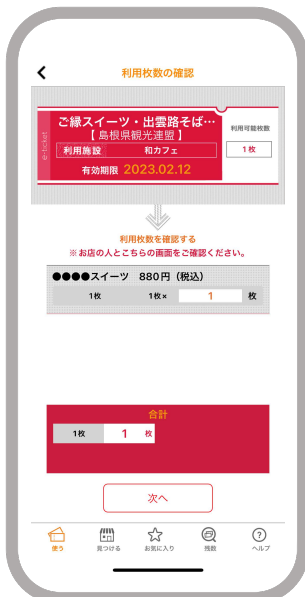 利用枚数の確認
e-ticket
ご縁スイーツ・出雲路そば…
【島根県観光連盟】
利用施設 和カフェ
有効期限 2023.02.12
利用可能枚数
1枚
利用枚数を確認する
※お店の人とこちらの画面をご確認ください。
●●●●スイーツ 880円（税込）
1枚 1枚× 1 枚
合計
1枚 1 枚
次へ
使う 見つける お気に入り 残数 ヘルプ